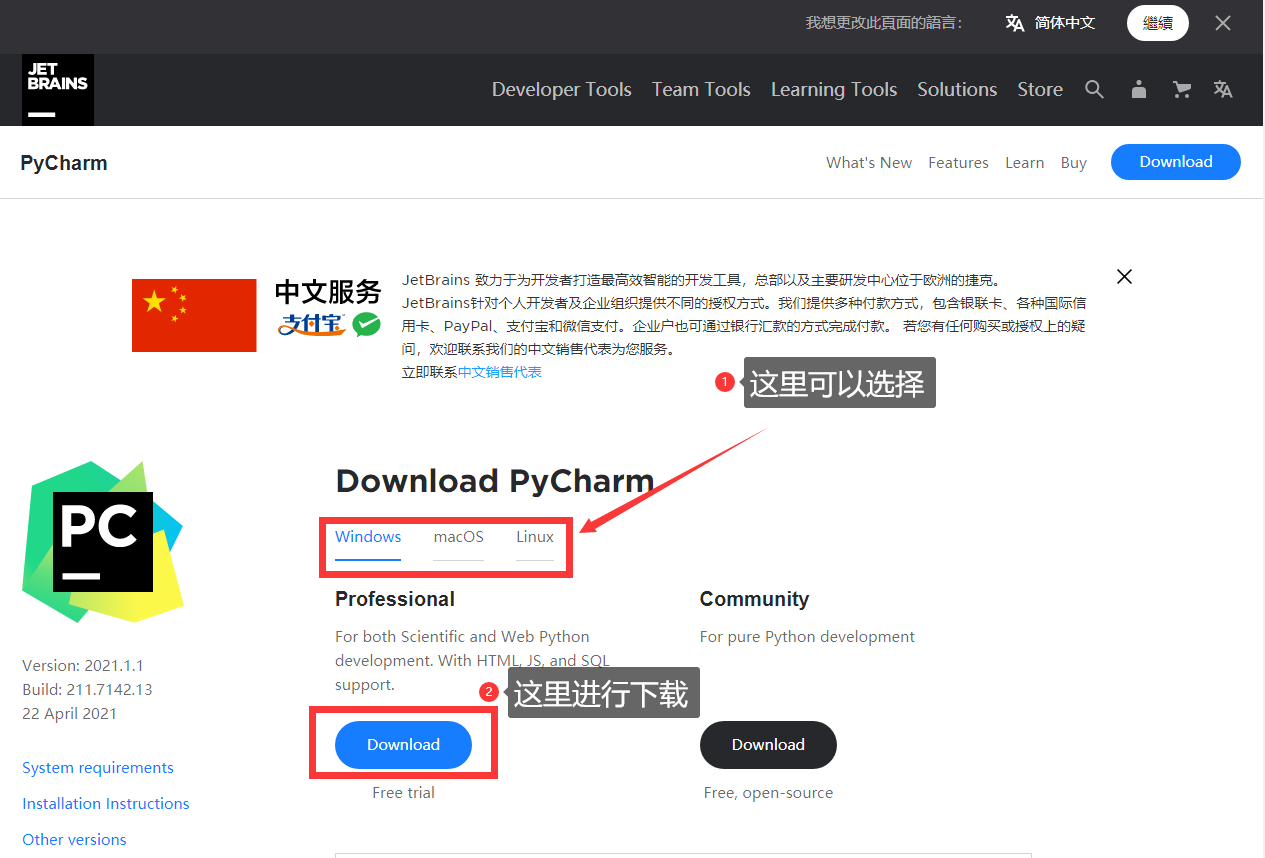 我想更改此頁面的語言：
简体中文
繼續
JET
BRAINS
Developer Tools
Team Tools
Learning Tools
Solutions
Store
PyCharm
What's New
Features
Learn
Buy
Download
中文服务
支付宝
JetBrains 致力于为开发者打造最高效智能的开发工具，总部以及主要研发中心位于欧洲的捷克。
JetBrains针对个人开发者及企业组织提供不同的授权方式。我们提供多种付款方式，包含银联卡、各种国际信
用卡、PayPal、支付宝和微信支付。企业户也可通过银行汇款的方式完成付款。 若您有任何购买或授权上的疑
问，欢迎联系我们的中文销售代表为您服务。
立即联系中文销售代表
1
这里可以选择
PC
Download PyCharm
Windows
macOS
Linux
Professional
For both Scientific and Web Python
development. With HTML, JS, and SQL
support.
2
这里进行下载
Download
Free trial
Community
For pure Python development
Download
Free, open-source
Version: 2021.1.1
Build: 211.7142.13
22 April 2021
System requirements
Installation Instructions
Other versions